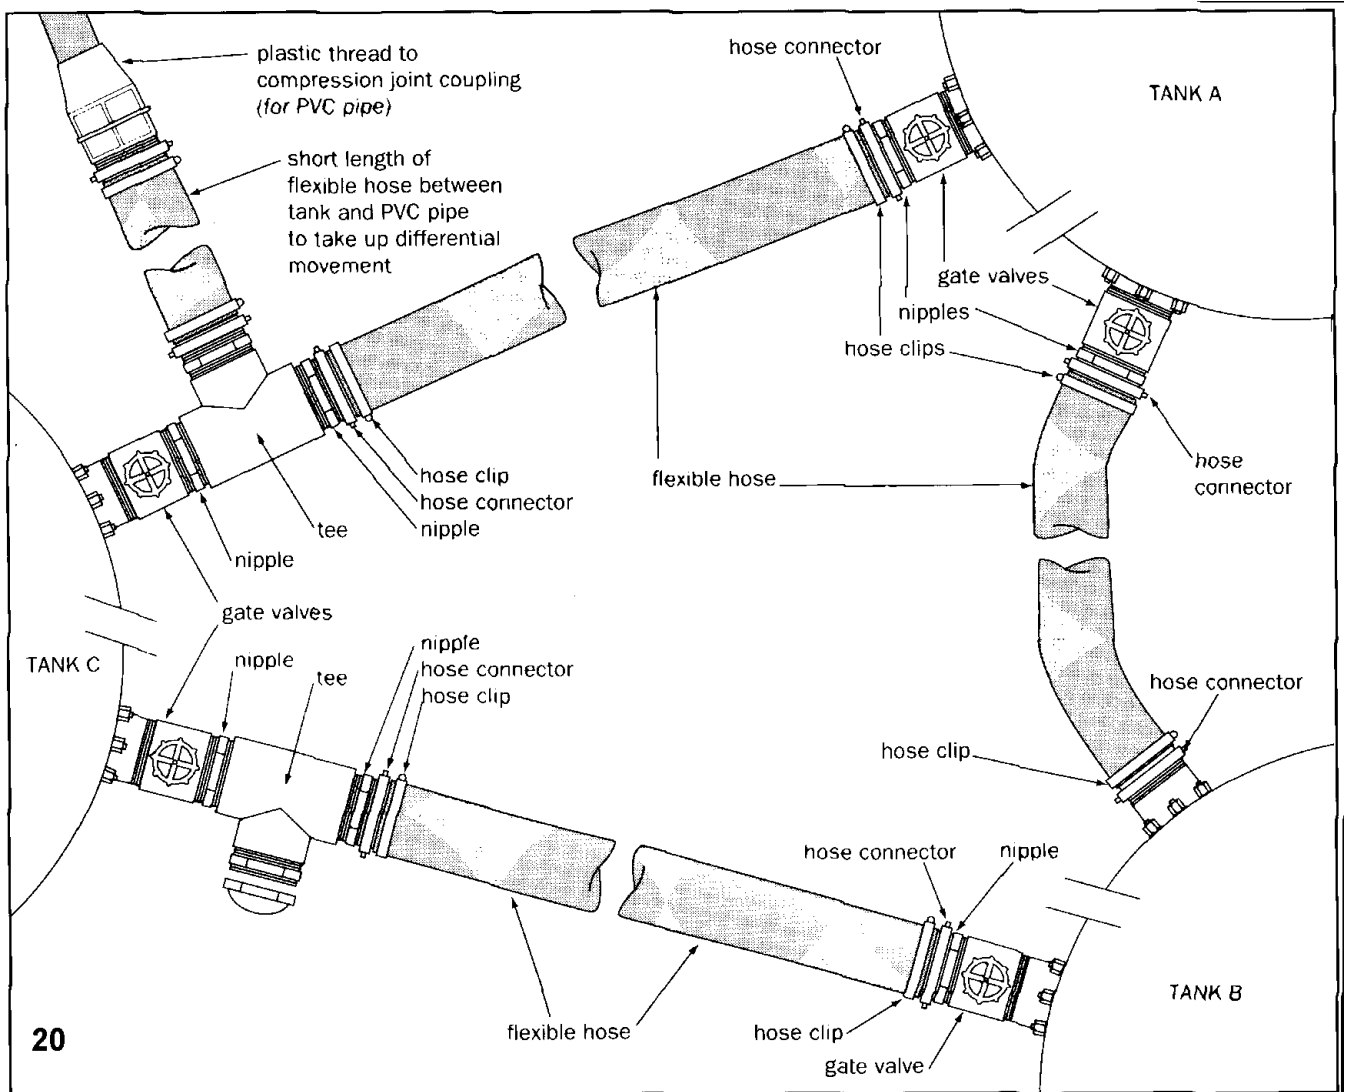 plastic thread to
compression joint coupling
(for PVC pipe)
hose connector
TANK A
short length of
flexible hose between
tank and PVC pipe
to take up differential
movement
gate valves
nipples
hose clips
hose clip
hose connector
nipple
flexible hose
hose
connector
tee
nipple
gate valves
TANK C
nipple
tee
nipple
hose connector
hose clip
hose connector
hose clip
hose connector
nipple
TANK B
flexible hose
hose clip
gate valve
20